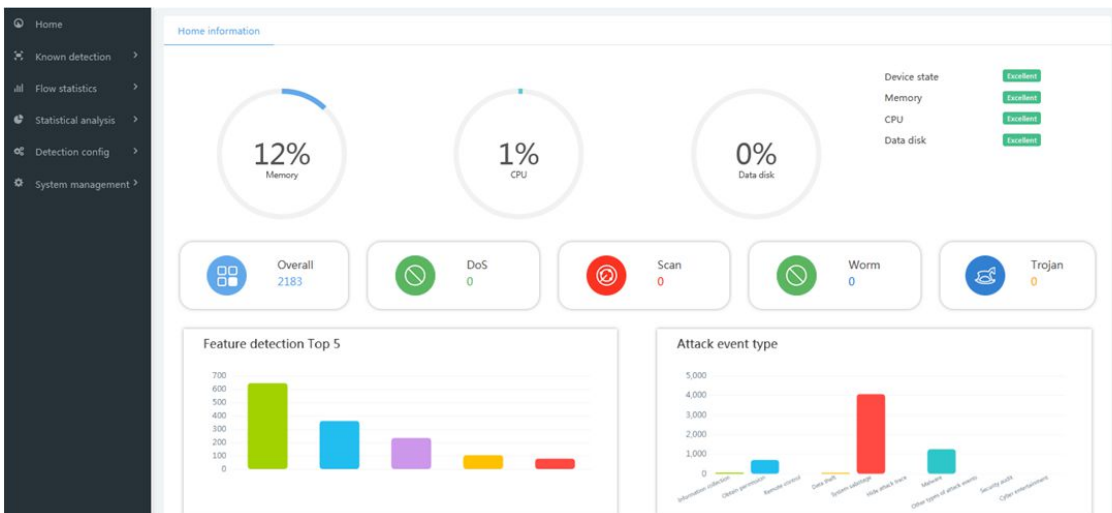 Home
Known detection
Flow statistics
Statistical analysis
Detection config
System management
Home information
12%
Memory
1%
CPU
0%
Data disk
Device state Excellent
Memory Excellent
CPU Excellent
Data disk Excellent
Overall
2183
DoS
0
Scan
0
Worm
0
Trojan
0
Feature detection Top 5
700
600
500
400
300
200
100
0
Attack event type
5,000
4,000
3,000
2,000
1,000
0
Information collection
Obtain permission
Remote control
Data theft
System sabotage
Hide attack trace
Malware
Other types of attack events
Security audit
Cyber entertainment